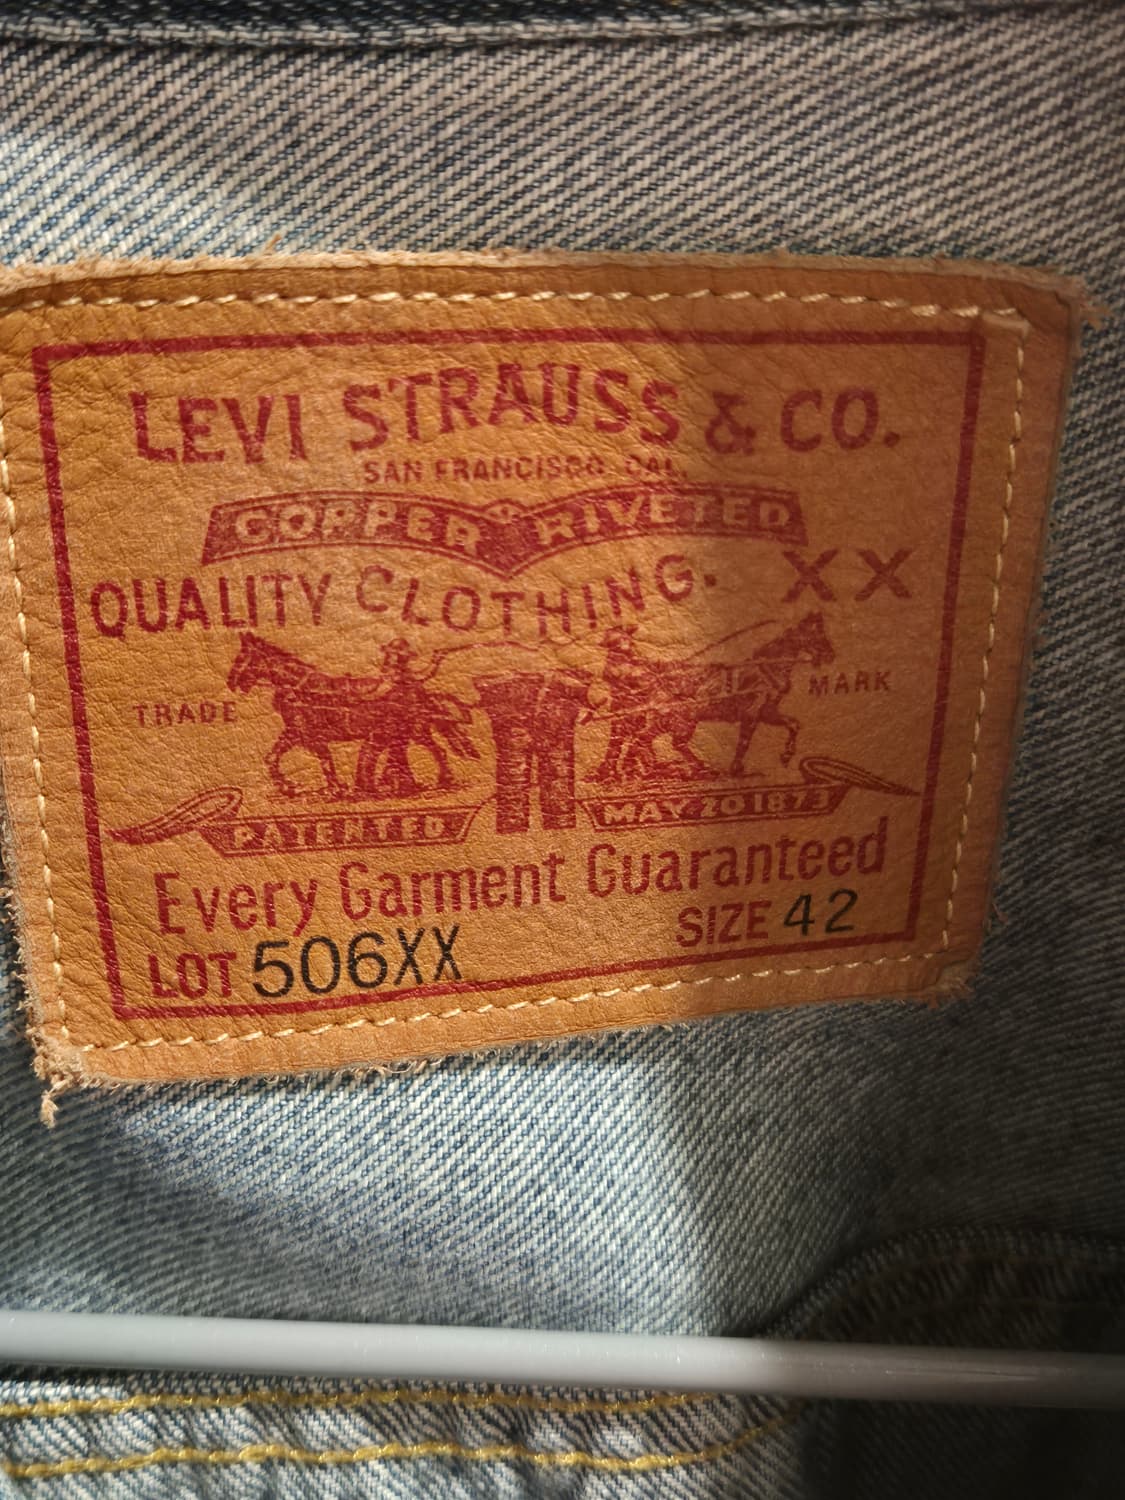 LEVI STRAUSS & CO.
SAN FRANCISCO CAL.
COPPER RIVETED
QUALITY CLOTHING. XX
TRADE MARK
PATENTED MAY 20 1873
Every Garment Guaranteed
LOT 506XX SIZE 42